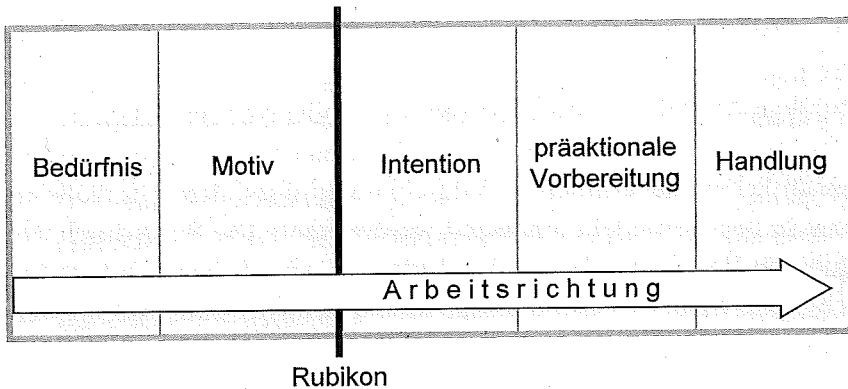 Bedürfnis
Motiv
Intention
präaktionale
Vorbereitung
Handlung
Arbeitsrichtung
Rubikon